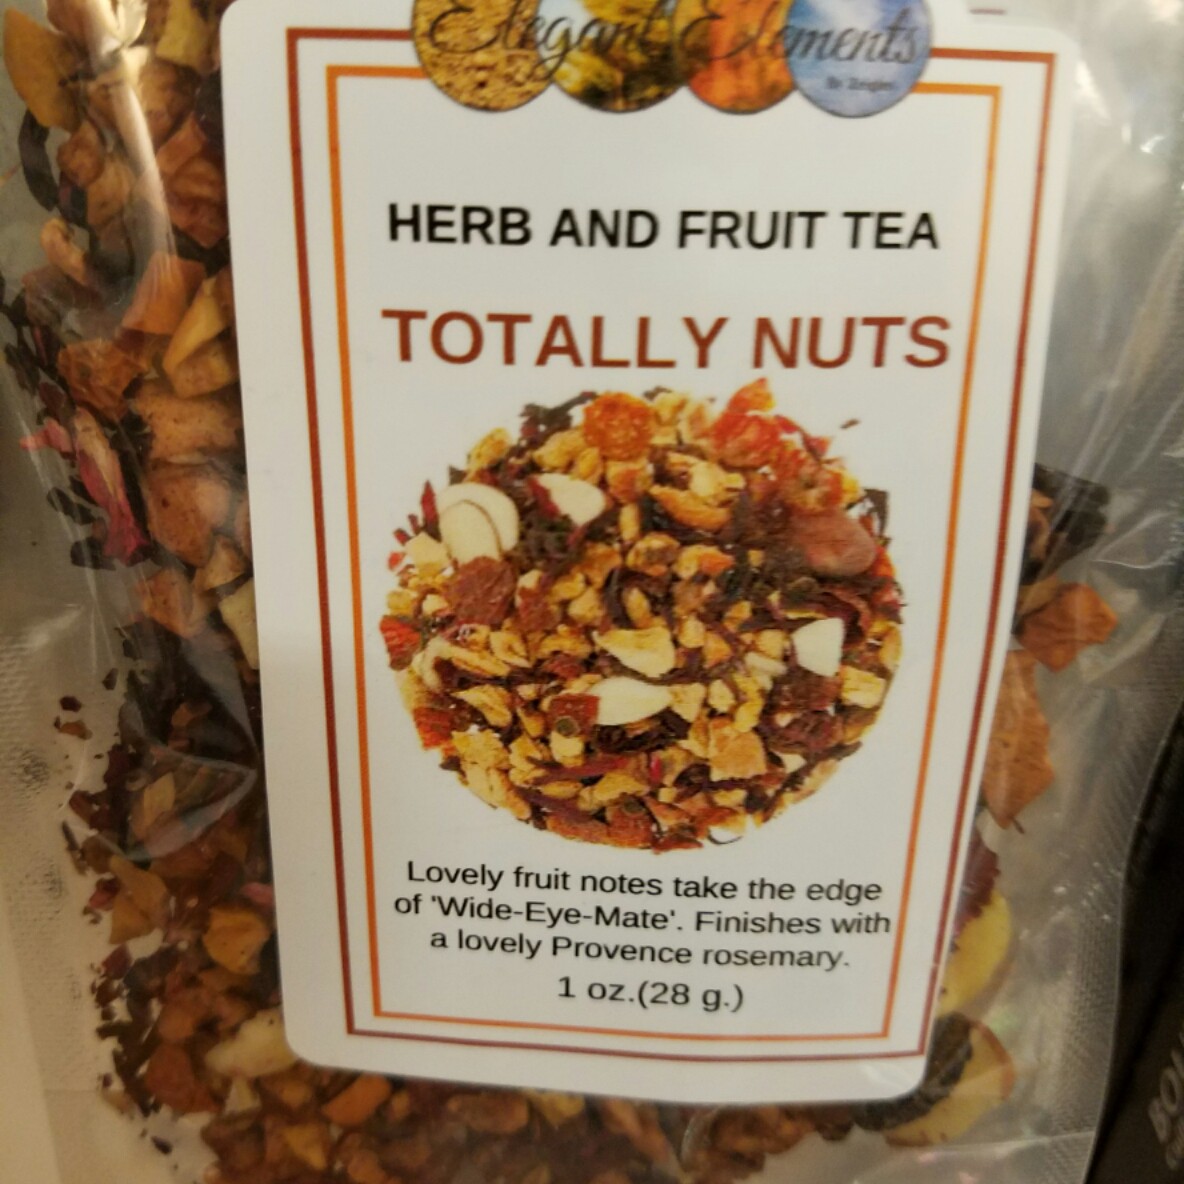 Elegant Elements
HERB AND FRUIT TEA
TOTALLY NUTS
Lovely fruit notes take the edge
of 'Wide-Eye-Mate'. Finishes with
a lovely Provence rosemary.
1 oz.(28 g.)